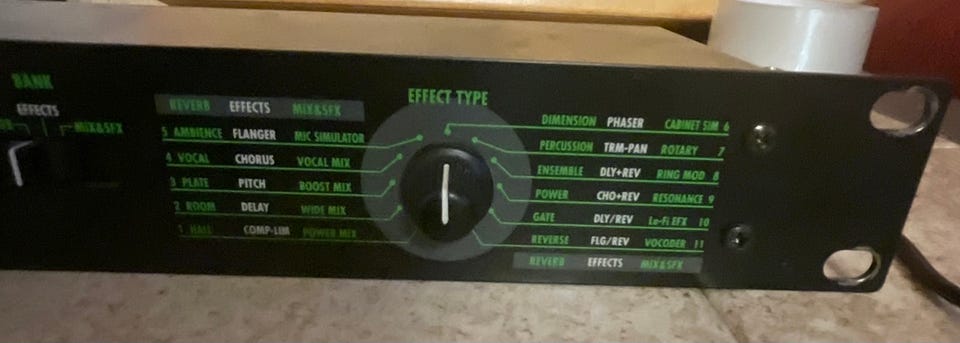 BANK
EFFECTS
MIX&SFX
EFFECT TYPE
REVERB EFFECTS MIX&SFX
5 AMBIENCE FLANGER MIC SIMULATOR
4 VOCAL CHORUS VOCAL MIX
3 PLATE PITCH BOOST MIX
2 ROOM DELAY WIDE MIX
1 HALL COMP-LIM POWER MIX
DIMENSION PHASER CABINET SIM 6
PERCUSSION TRM-PAN ROTARY 7
ENSEMBLE DLY+REV RING MOD 8
POWER CHO+REV RESONANCE 9
GATE DLY/REV Lo-Fi EFX 10
REVERSE FLG/REV VOCODER 11
REVERB EFFECTS MIX&SFX